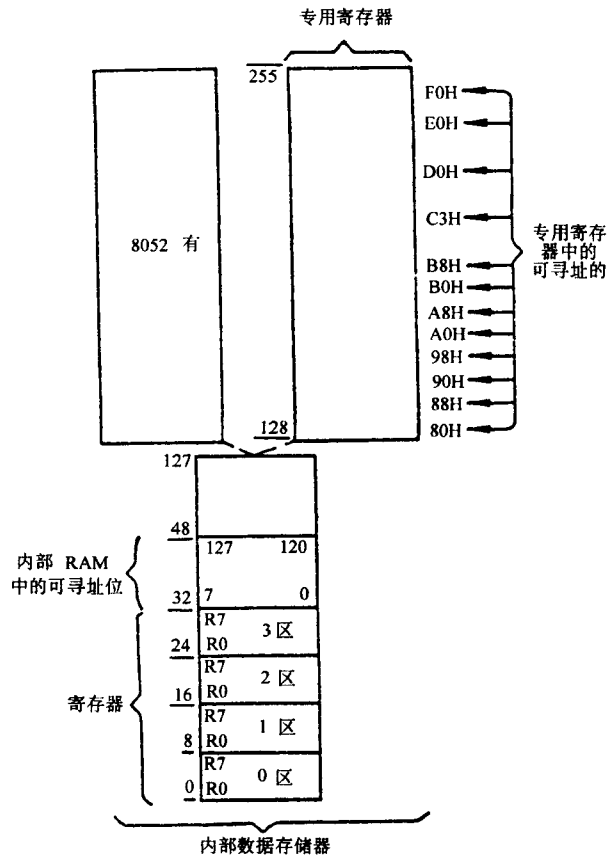 专用寄存器
255
F0H
E0H
D0H
C3H
B8H
B0H
A8H
A0H
98H
90H
88H
80H
专用寄存
器中的
可寻址的
8052 有
128
127
48
127 120
内部 RAM
中的可寻址位
32
7 0
R7
R0
3 区
24
R7
R0
2 区
16
寄存器
R7
R0
1 区
8
R7
R0
0 区
0
内部数据存储器